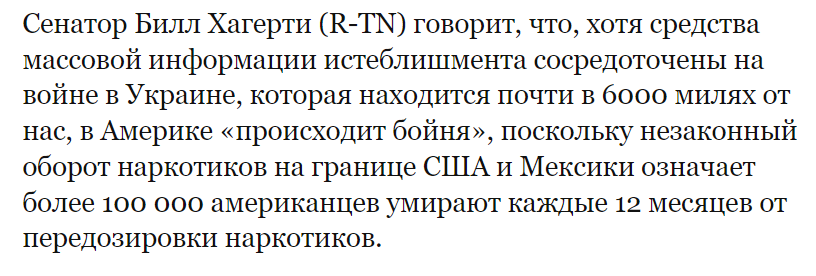 Сенатор Билл Хагерти (R-TN) говорит, что, хотя средства
массовой информации истеблишмента сосредоточены на
войне в Украине, которая находится почти в 6000 милях от
нас, в Америке «происходит бойня», поскольку незаконный
оборот наркотиков на границе США и Мексики означает
более 100 000 американцев умирают каждые 12 месяцев от
передозировки наркотиков.